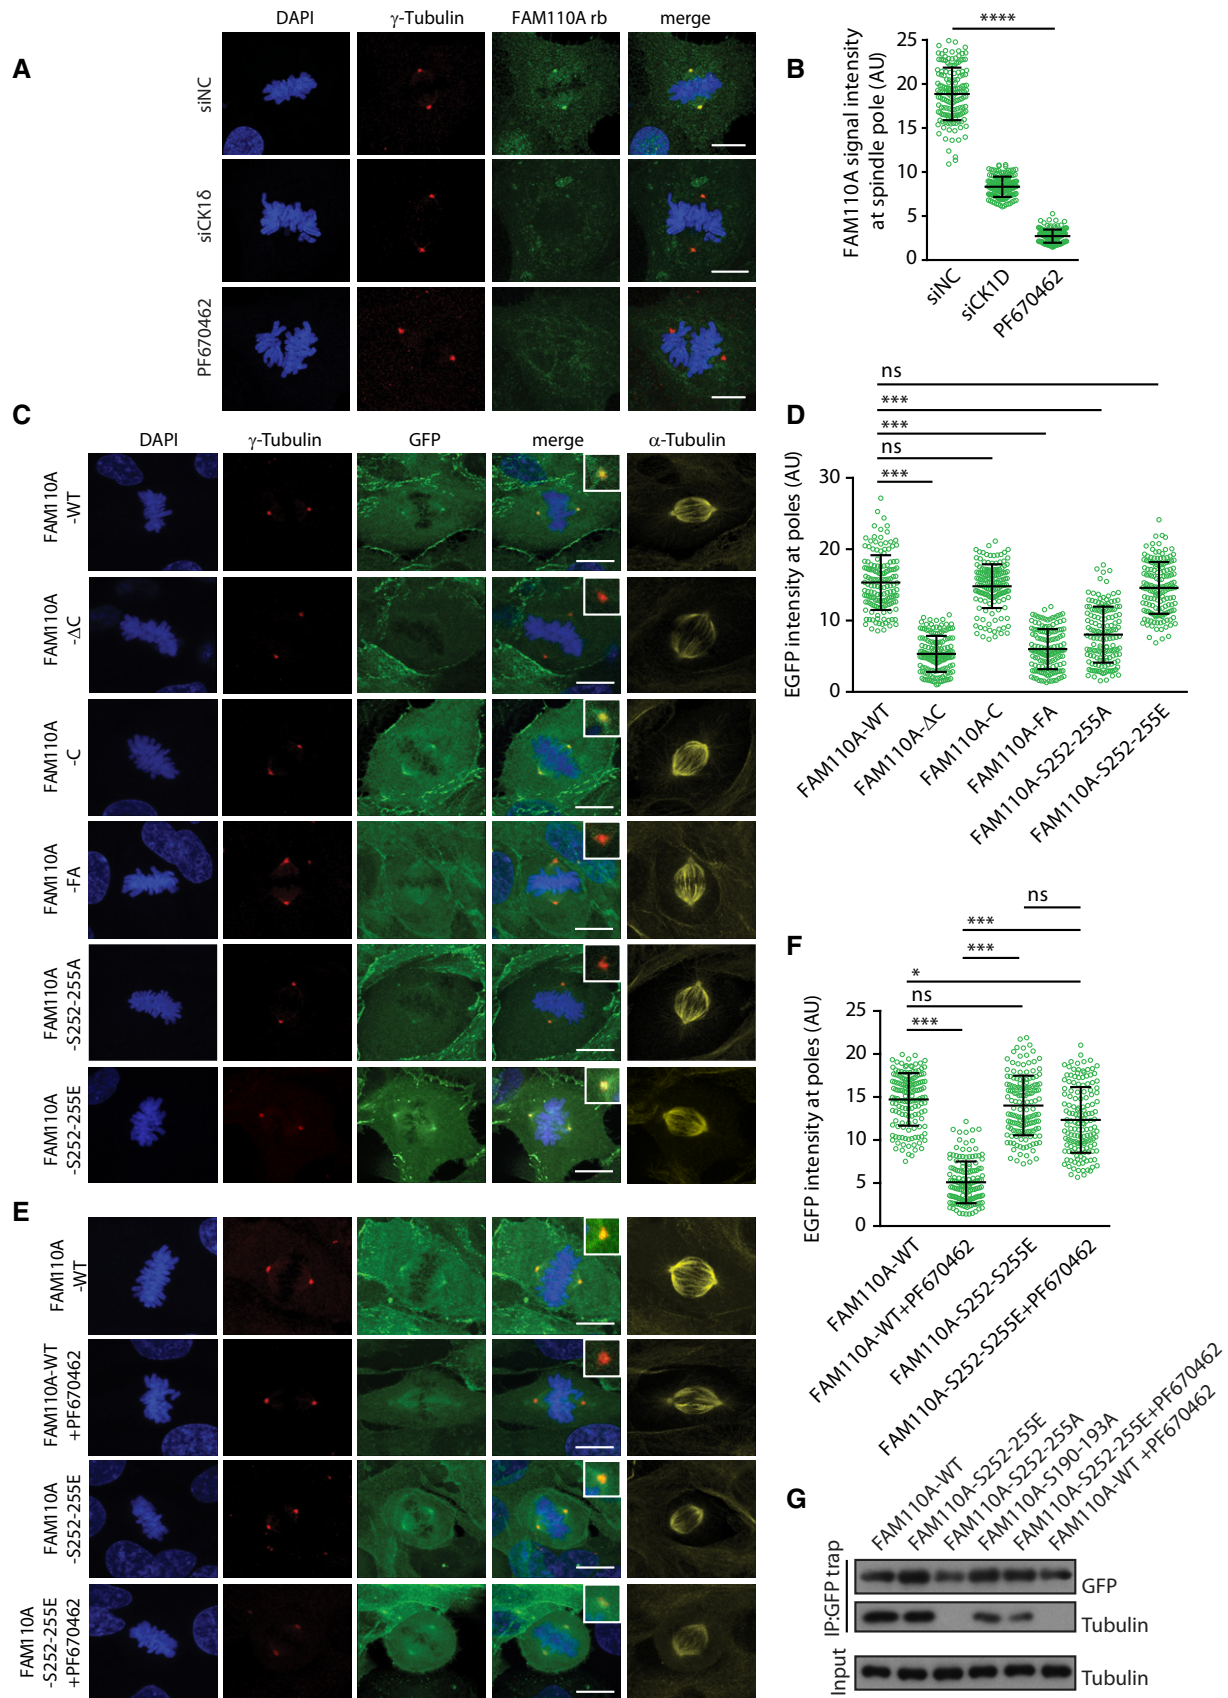 A
DAPI
γ-Tubulin
FAM110A rb
merge
siNC
siCK1δ
PF670462
B
****
FAM110A signal intensity
at spindle pole (AU)
25
20
15
10
5
0
siNC
siCK1D
PF670462
C
DAPI
γ-Tubulin
GFP
merge
α-Tubulin
FAM110A
-WT
FAM110A
-ΔC
FAM110A
-C
FAM110A
-FA
FAM110A
-S252-255A
FAM110A
-S252-255E
D
ns
***
***
ns
***
EGFP intensity at poles (AU)
30
20
10
0
FAM110A-WT
FAM110A-ΔC
FAM110A-C
FAM110A-FA
FAM110A-S252-255A
FAM110A-S252-255E
E
FAM110A
-WT
FAM110A-WT
+PF670462
FAM110A
-S252-255E
FAM110A
-S252-255E
+PF670462
F
ns
***
***
*
ns
***
EGFP intensity at poles (AU)
25
20
15
10
5
0
FAM110A-WT
FAM110A-WT+PF670462
FAM110A-S252-S255E
FAM110A-S252-S255E+PF670462
G
FAM110A-WT
FAM110A-S252-255E
FAM110A-S252-255A
FAM110A-S190-193A
FAM110A-S252-255E+PF670462
FAM110A-WT +PF670462
IP:GFP trap
GFP
Tubulin
Input
Tubulin